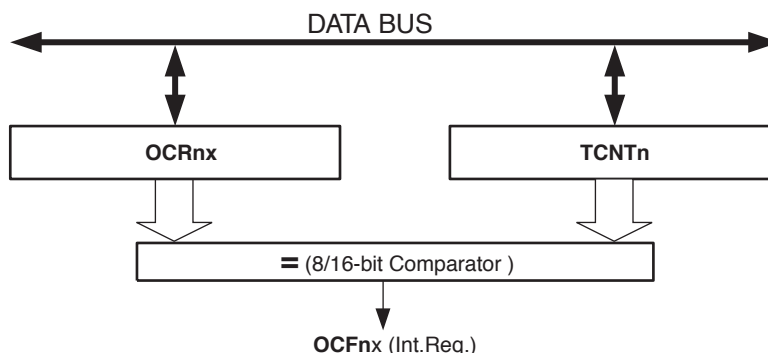 DATA BUS
OCRnx
TCNTn
= (8/16-bit Comparator )
OCFnx (Int.Req.)